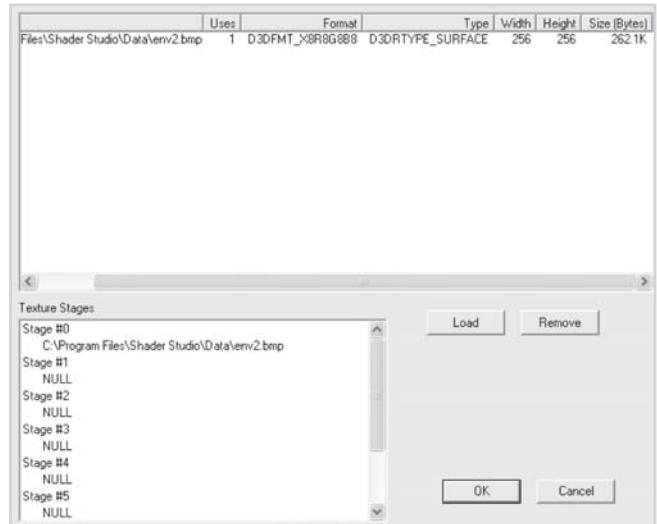 Uses Format Type Width Height Size (Bytes)
Files\Shader Studio\Data\env2.bmp 1 D3DFMT_X8R8G8B8 D3DRTYPE_SURFACE 256 256 262.1K
Texture Stages
Load Remove
Stage #0
C:\Program Files\Shader Studio\Data\env2.bmp
Stage #1
NULL
Stage #2
NULL
Stage #3
NULL
Stage #4
NULL
Stage #5
NULL
OK Cancel